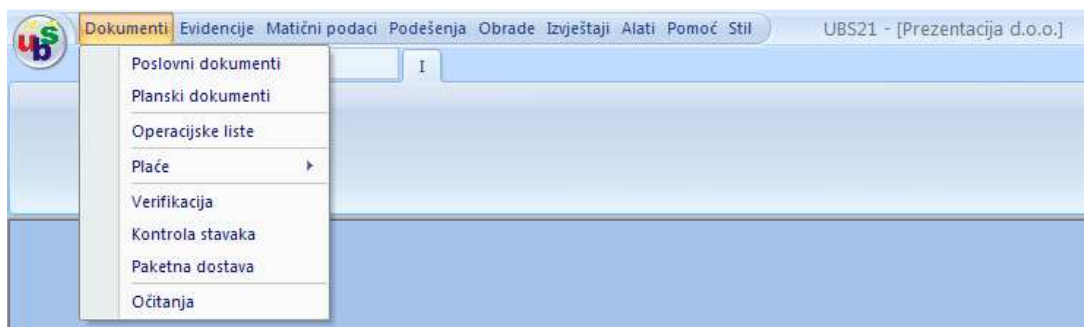 ubs
Dokumenti Evidencije Matični podaci Podešenja Obrade Izvještaji Alati Pomoć Stil UBS21 - [Prezentacija d.o.o.]
I
Poslovni dokumenti
Planski dokumenti
Operacijske liste
Plaće
Verifikacija
Kontrola stavaka
Paketna dostava
Očitanja